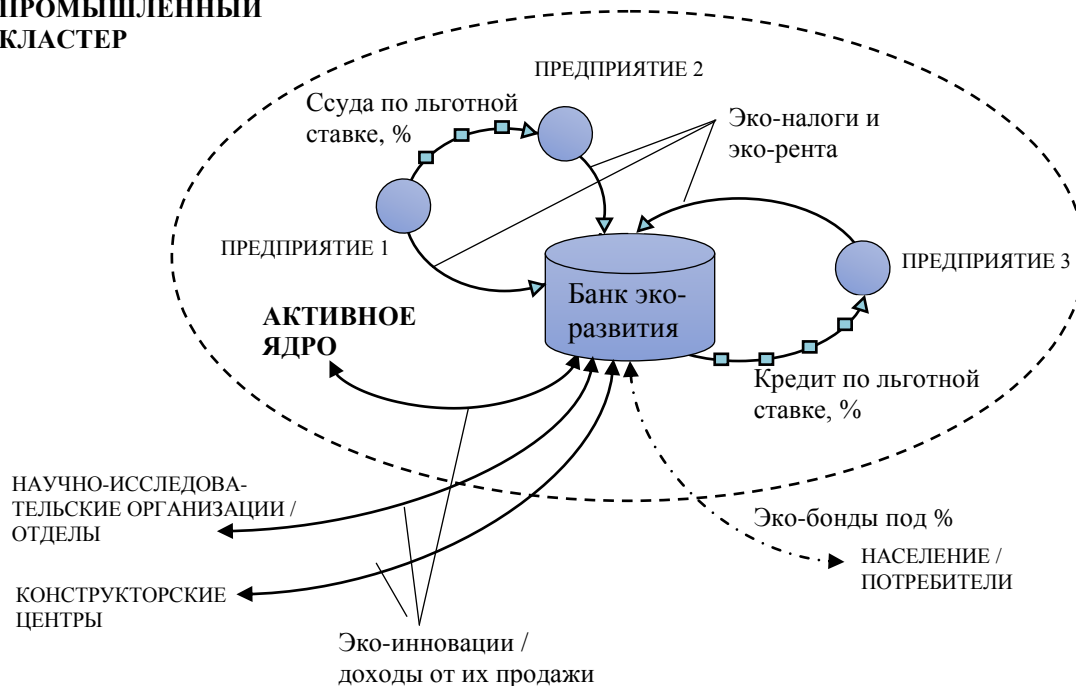 ПРОМЫШЛЕННЫЙ
КЛАСТЕР
ПРЕДПРИЯТИЕ 2
Ссуда по льготной
ставке, %
Эко-налоги и
эко-рента
ПРЕДПРИЯТИЕ 1
ПРЕДПРИЯТИЕ 3
Банк эко-
развития
АКТИВНОЕ
ЯДРО
Кредит по льготной
ставке, %
НАУЧНО-ИССЛЕДОВА-
ТЕЛЬСКИЕ ОРГАНИЗАЦИИ /
ОТДЕЛЫ
Эко-бонды под %
НАСЕЛЕНИЕ /
ПОТРЕБИТЕЛИ
КОНСТРУКТОРСКИЕ
ЦЕНТРЫ
Эко-инновации /
доходы от их продажи